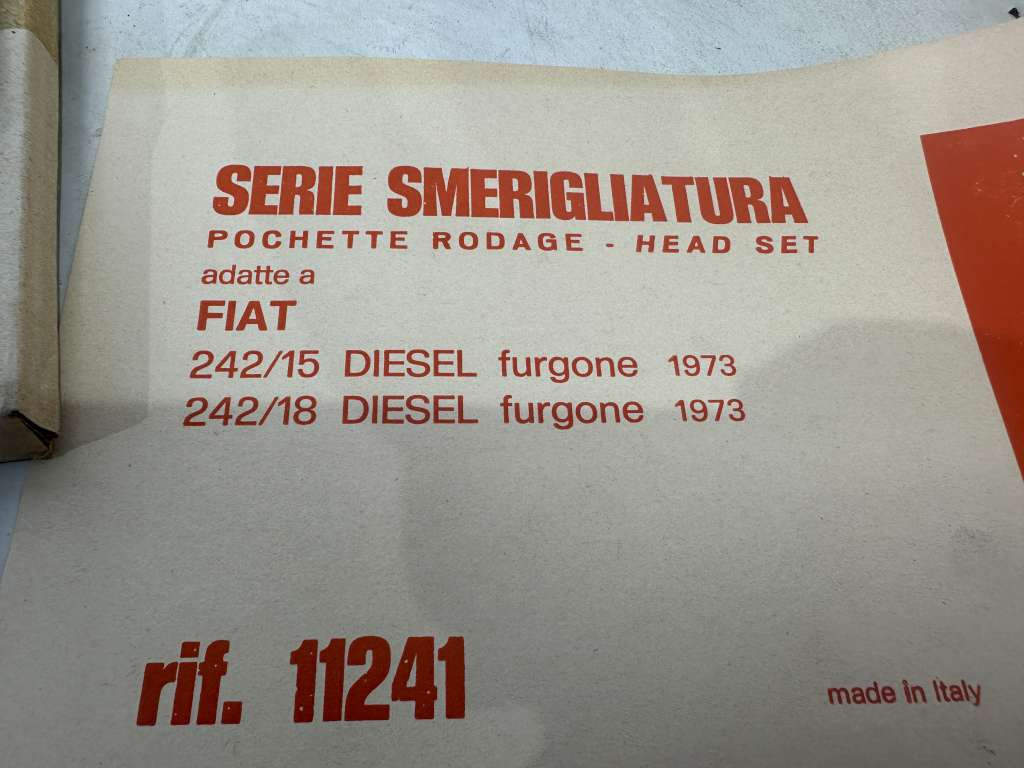 SERIE SMERIGLIATURA
POCHETTE RODAGE - HEAD SET
adatte a
FIAT
242/15 DIESEL furgone 1973
242/18 DIESEL furgone 1973
rif. 11241
made in Italy